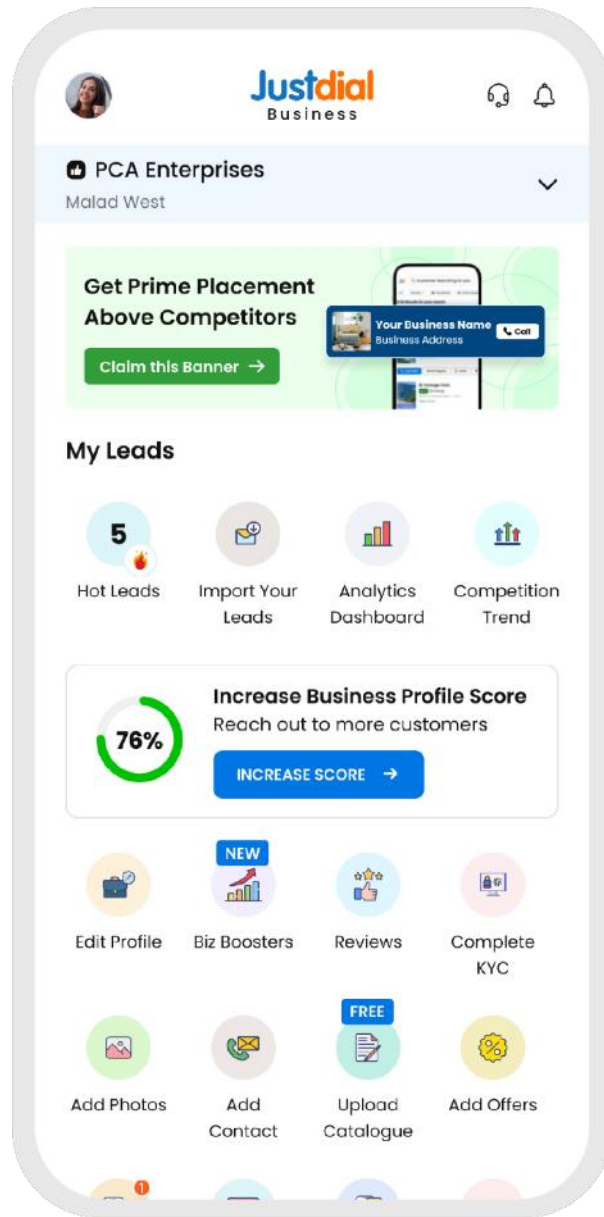 Justdial
Business
PCA Enterprises
Malad West
Get Prime Placement
Above Competitors
Claim this Banner →
Your Business Name
Business Address
Call
My Leads
5
Hot Leads
Import Your
Leads
Analytics
Dashboard
Competition
Trend
76%
Increase Business Profile Score
Reach out to more customers
INCREASE SCORE →
NEW
Edit Profile
Biz Boosters
Reviews
Complete
KYC
FREE
Add Photos
Add
Contact
Upload
Catalogue
Add Offers
1